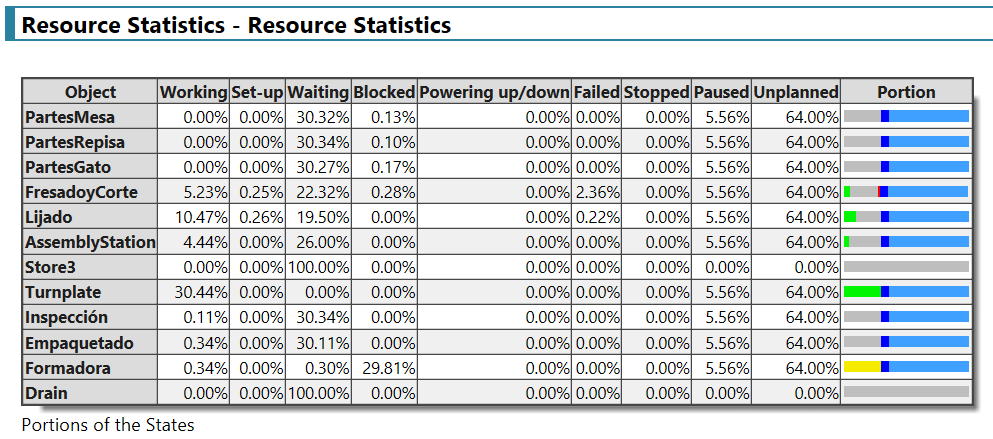 Resource Statistics - Resource Statistics
Object Working Set-up Waiting Blocked Powering up/down Failed Stopped Paused Unplanned Portion
PartesMesa 0.00% 0.00% 30.32% 0.13% 0.00% 0.00% 0.00% 5.56% 64.00%
PartesRepisa 0.00% 0.00% 30.34% 0.10% 0.00% 0.00% 0.00% 5.56% 64.00%
PartesGato 0.00% 0.00% 30.27% 0.17% 0.00% 0.00% 0.00% 5.56% 64.00%
FresadoyCorte 5.23% 0.25% 22.32% 0.28% 0.00% 2.36% 0.00% 5.56% 64.00%
Lijado 10.47% 0.26% 19.50% 0.00% 0.00% 0.22% 0.00% 5.56% 64.00%
AssemblyStation 4.44% 0.00% 26.00% 0.00% 0.00% 0.00% 0.00% 5.56% 64.00%
Store3 0.00% 0.00% 100.00% 0.00% 0.00% 0.00% 0.00% 0.00% 0.00%
Turnplate 30.44% 0.00% 0.00% 0.00% 0.00% 0.00% 0.00% 5.56% 64.00%
Inspección 0.11% 0.00% 30.34% 0.00% 0.00% 0.00% 0.00% 5.56% 64.00%
Empaquetado 0.34% 0.00% 30.11% 0.00% 0.00% 0.00% 0.00% 5.56% 64.00%
Formadora 0.34% 0.00% 0.30% 29.81% 0.00% 0.00% 0.00% 5.56% 64.00%
Drain 0.00% 0.00% 100.00% 0.00% 0.00% 0.00% 0.00% 0.00% 0.00%
Portions of the States